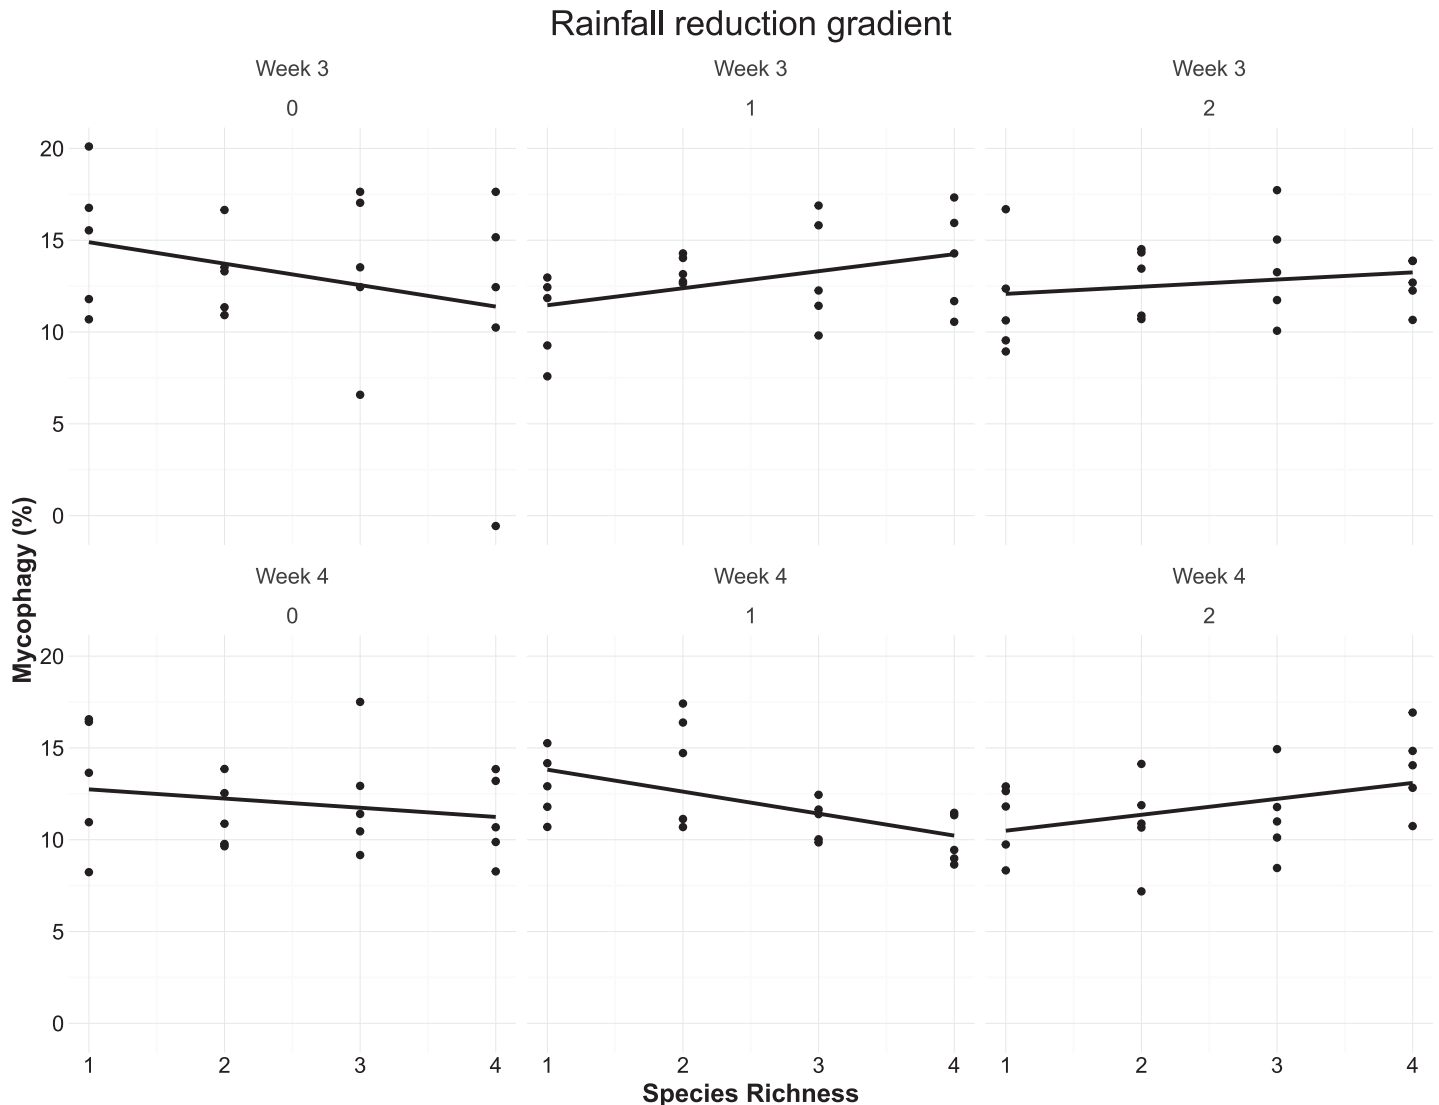 Rainfall reduction gradient
Week 3 Week 3 Week 3
0 1 2
20
15
10
5
0
Mycophagy (%)
Week 4 Week 4 Week 4
0 1 2
20
15
10
5
0
1 2 3 4 1 2 3 4 1 2 3 4
Species Richness